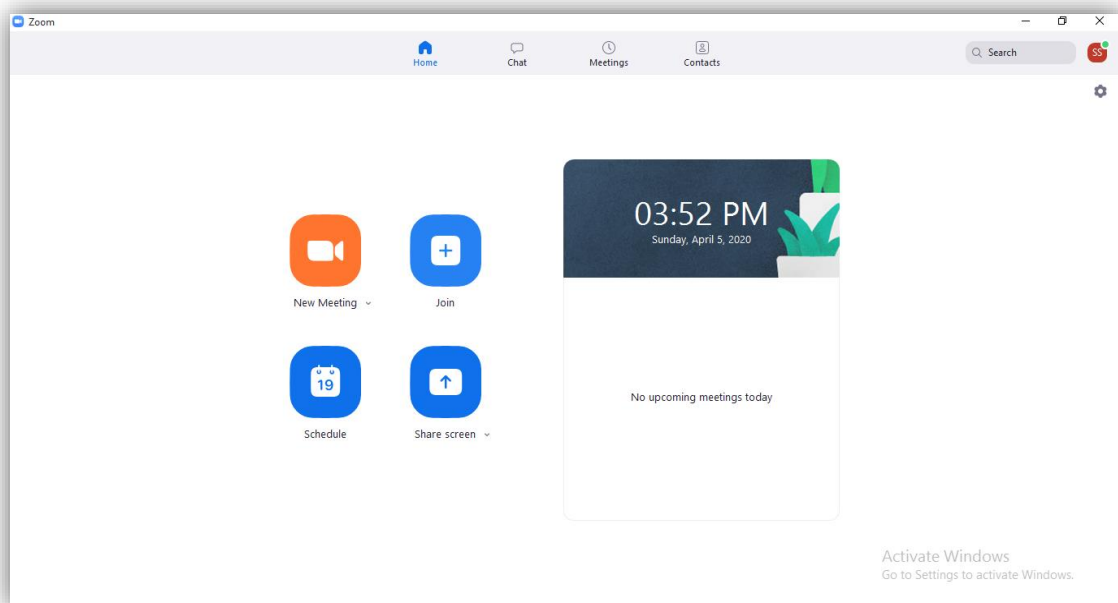 Zoom
Home
Chat
Meetings
Contacts
Search
SS
03:52 PM
Sunday, April 5, 2020
New Meeting
Join
19
Schedule
Share screen
No upcoming meetings today
Activate Windows
Go to Settings to activate Windows.